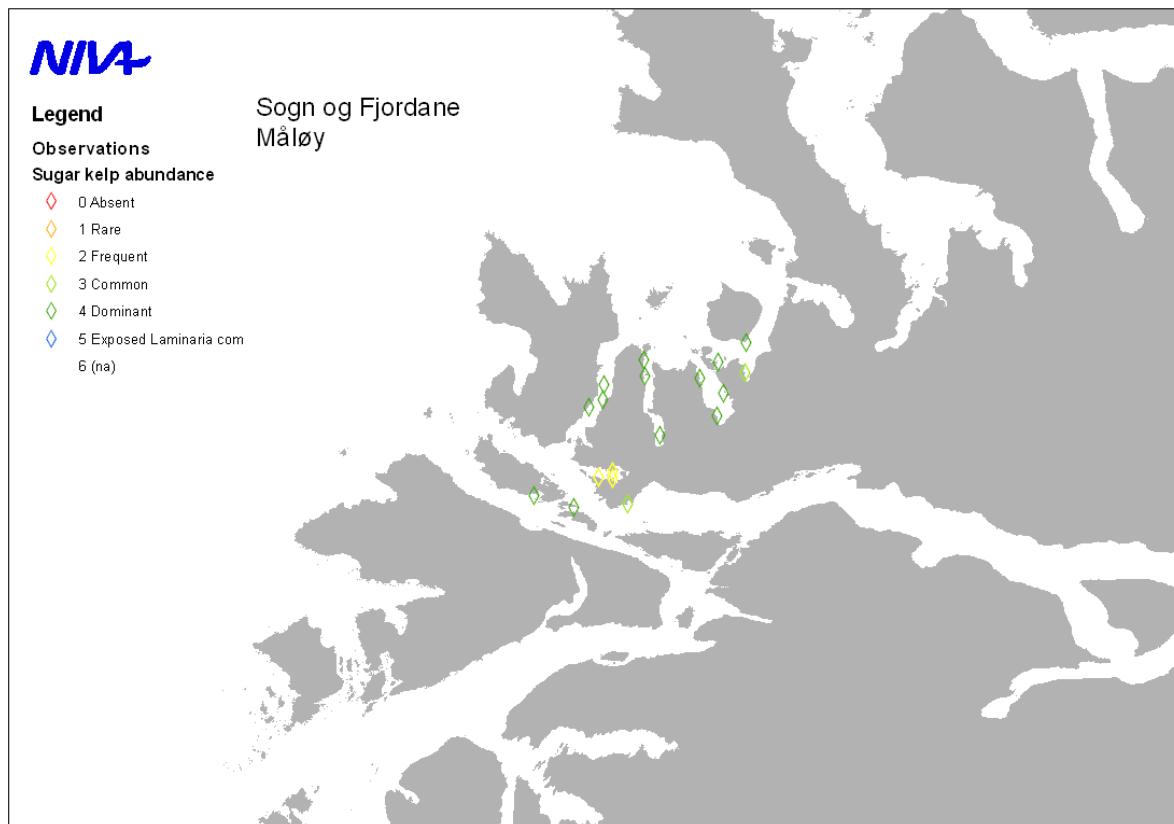 NIVA
Legend
Sogn og Fjordane
Måløy
Observations
Sugar kelp abundance
0 Absent
1 Rare
2 Frequent
3 Common
4 Dominant
5 Exposed Laminaria com
6 (na)